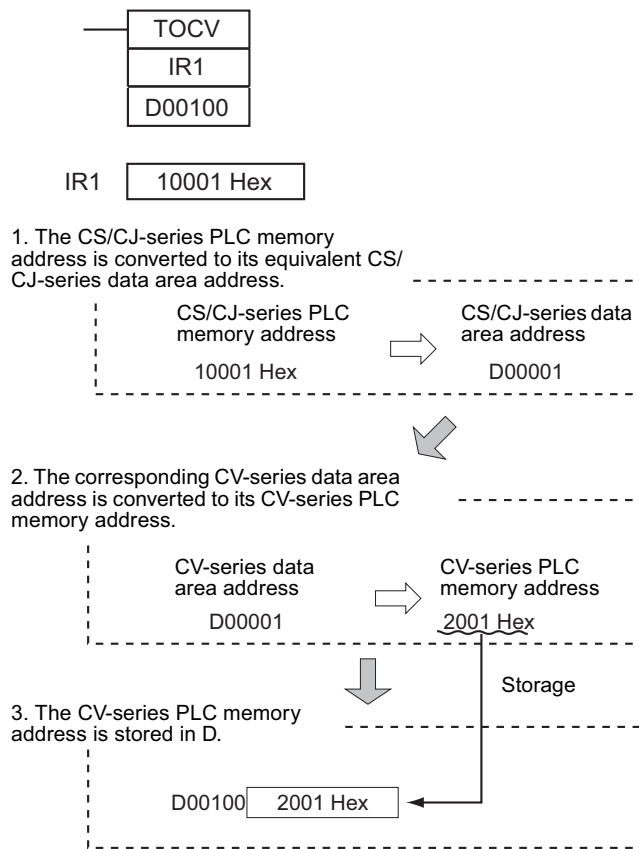 TOCV
IR1
D00100
IR1 10001 Hex
1. The CS/CJ-series PLC memory
address is converted to its equivalent CS/
CJ-series data area address.
CS/CJ-series PLC
memory address
CS/CJ-series data
area address
10001 Hex
D00001
2. The corresponding CV-series data area
address is converted to its CV-series PLC
memory address.
CV-series data
area address
CV-series PLC
memory address
D00001
2001 Hex
Storage
3. The CV-series PLC memory
address is stored in D.
D00100 2001 Hex